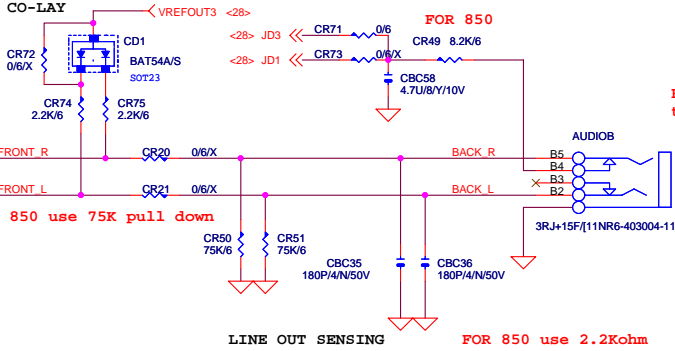 CO-LAY
VREFOUT3 <28>
CR72
0/6/X
CD1
BAT54A/S
SOT23
CR74
2.2K/6
CR75
2.2K/6
<28> JD3
CR71
0/6
FOR 850
<28> JD1
CR73
0/6/X
CR49 8.2K/6
CBC58
4.7U/8/Y/10V
AUDIOB
FRONT_R
CR20
0/6/X
BACK_R
B5
B4
B3
FRONT_L
CR21
0/6/X
BACK_L
B2
850 use 75K pull down
3RJ+15F/[11NR6-403004-11
CR50
75K/6
CR51
75K/6
CBC35
180P/4/N/50V
CBC36
180P/4/N/50V
LINE OUT SENSING
FOR 850 use 2.2Kohm